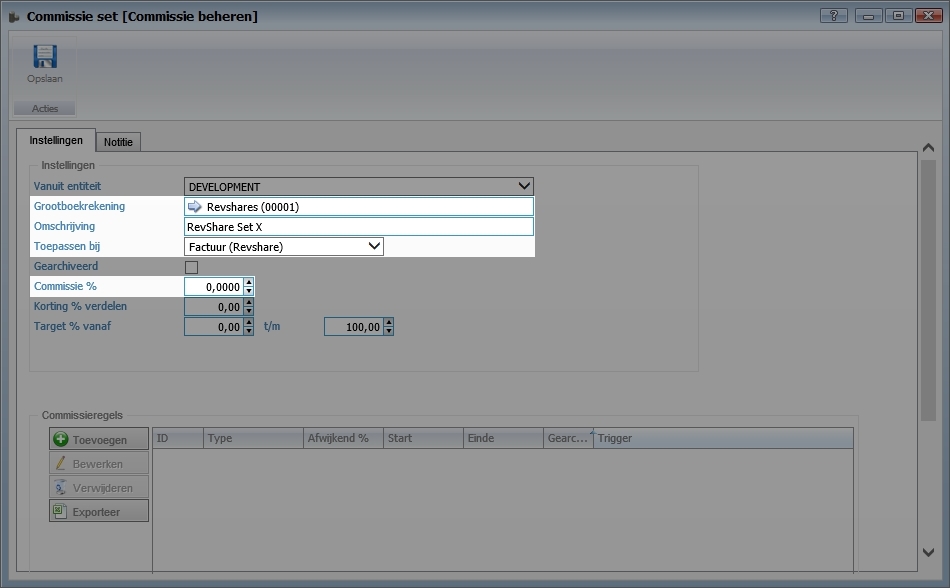 Commissie set [Commissie beheren]
?
Opslaan
Acties
Instellingen
Notitie
Instellingen
Vanuit entiteit
DEVELOPMENT
Grootboekrekening
Revshares (00001)
Omschrijving
RevShare Set X
Toepassen bij
Factuur (Revshare)
Gearchiveerd
Commissie %
0,0000
Korting % verdelen
0,00
Target % vanaf
0,00
t/m
100,00
Commissieregels
Toevoegen
Bewerken
Verwijderen
Exporteer
ID
Type
Afwijkend %
Start
Einde
Gearc...
Trigger